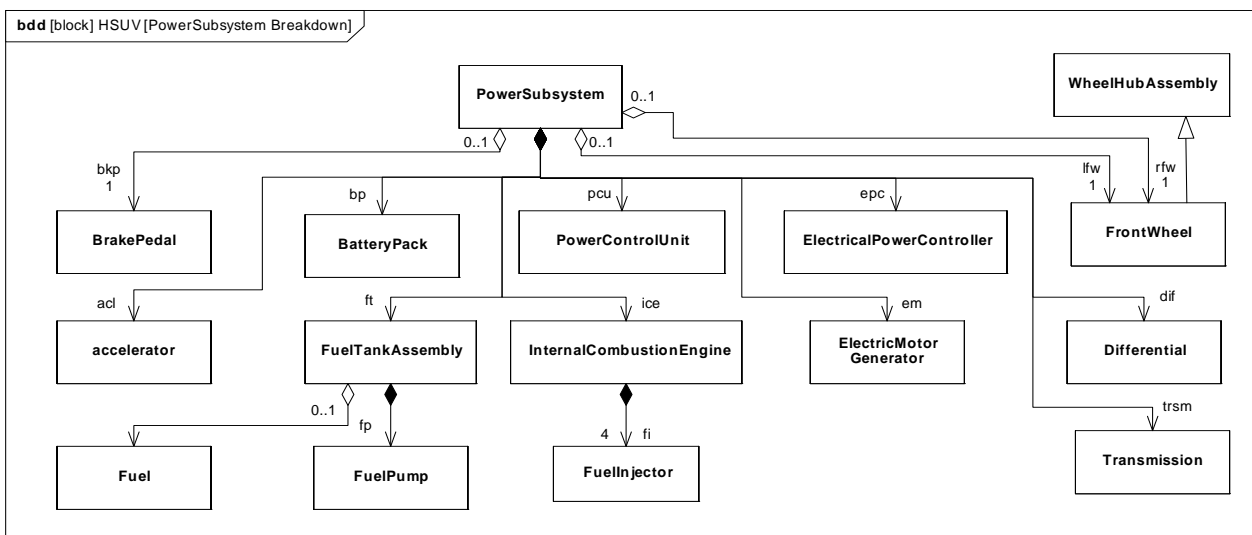 bdd [block] HSUV [PowerSubsystem Breakdown]
PowerSubsystem
WheelHubAssembly
0..1
0..1
0..1
bkp
1
bp
pcu
epc
lfw
1
rfw
1
BrakePedal
BatteryPack
PowerControlUnit
ElectricalPowerController
FrontWheel
acl
ft
ice
em
dif
accelerator
FuelTankAssembly
InternalCombustionEngine
ElectricMotor
Generator
Differential
0..1
fp
4
fi
trsm
Fuel
FuelPump
FuelInjector
Transmission